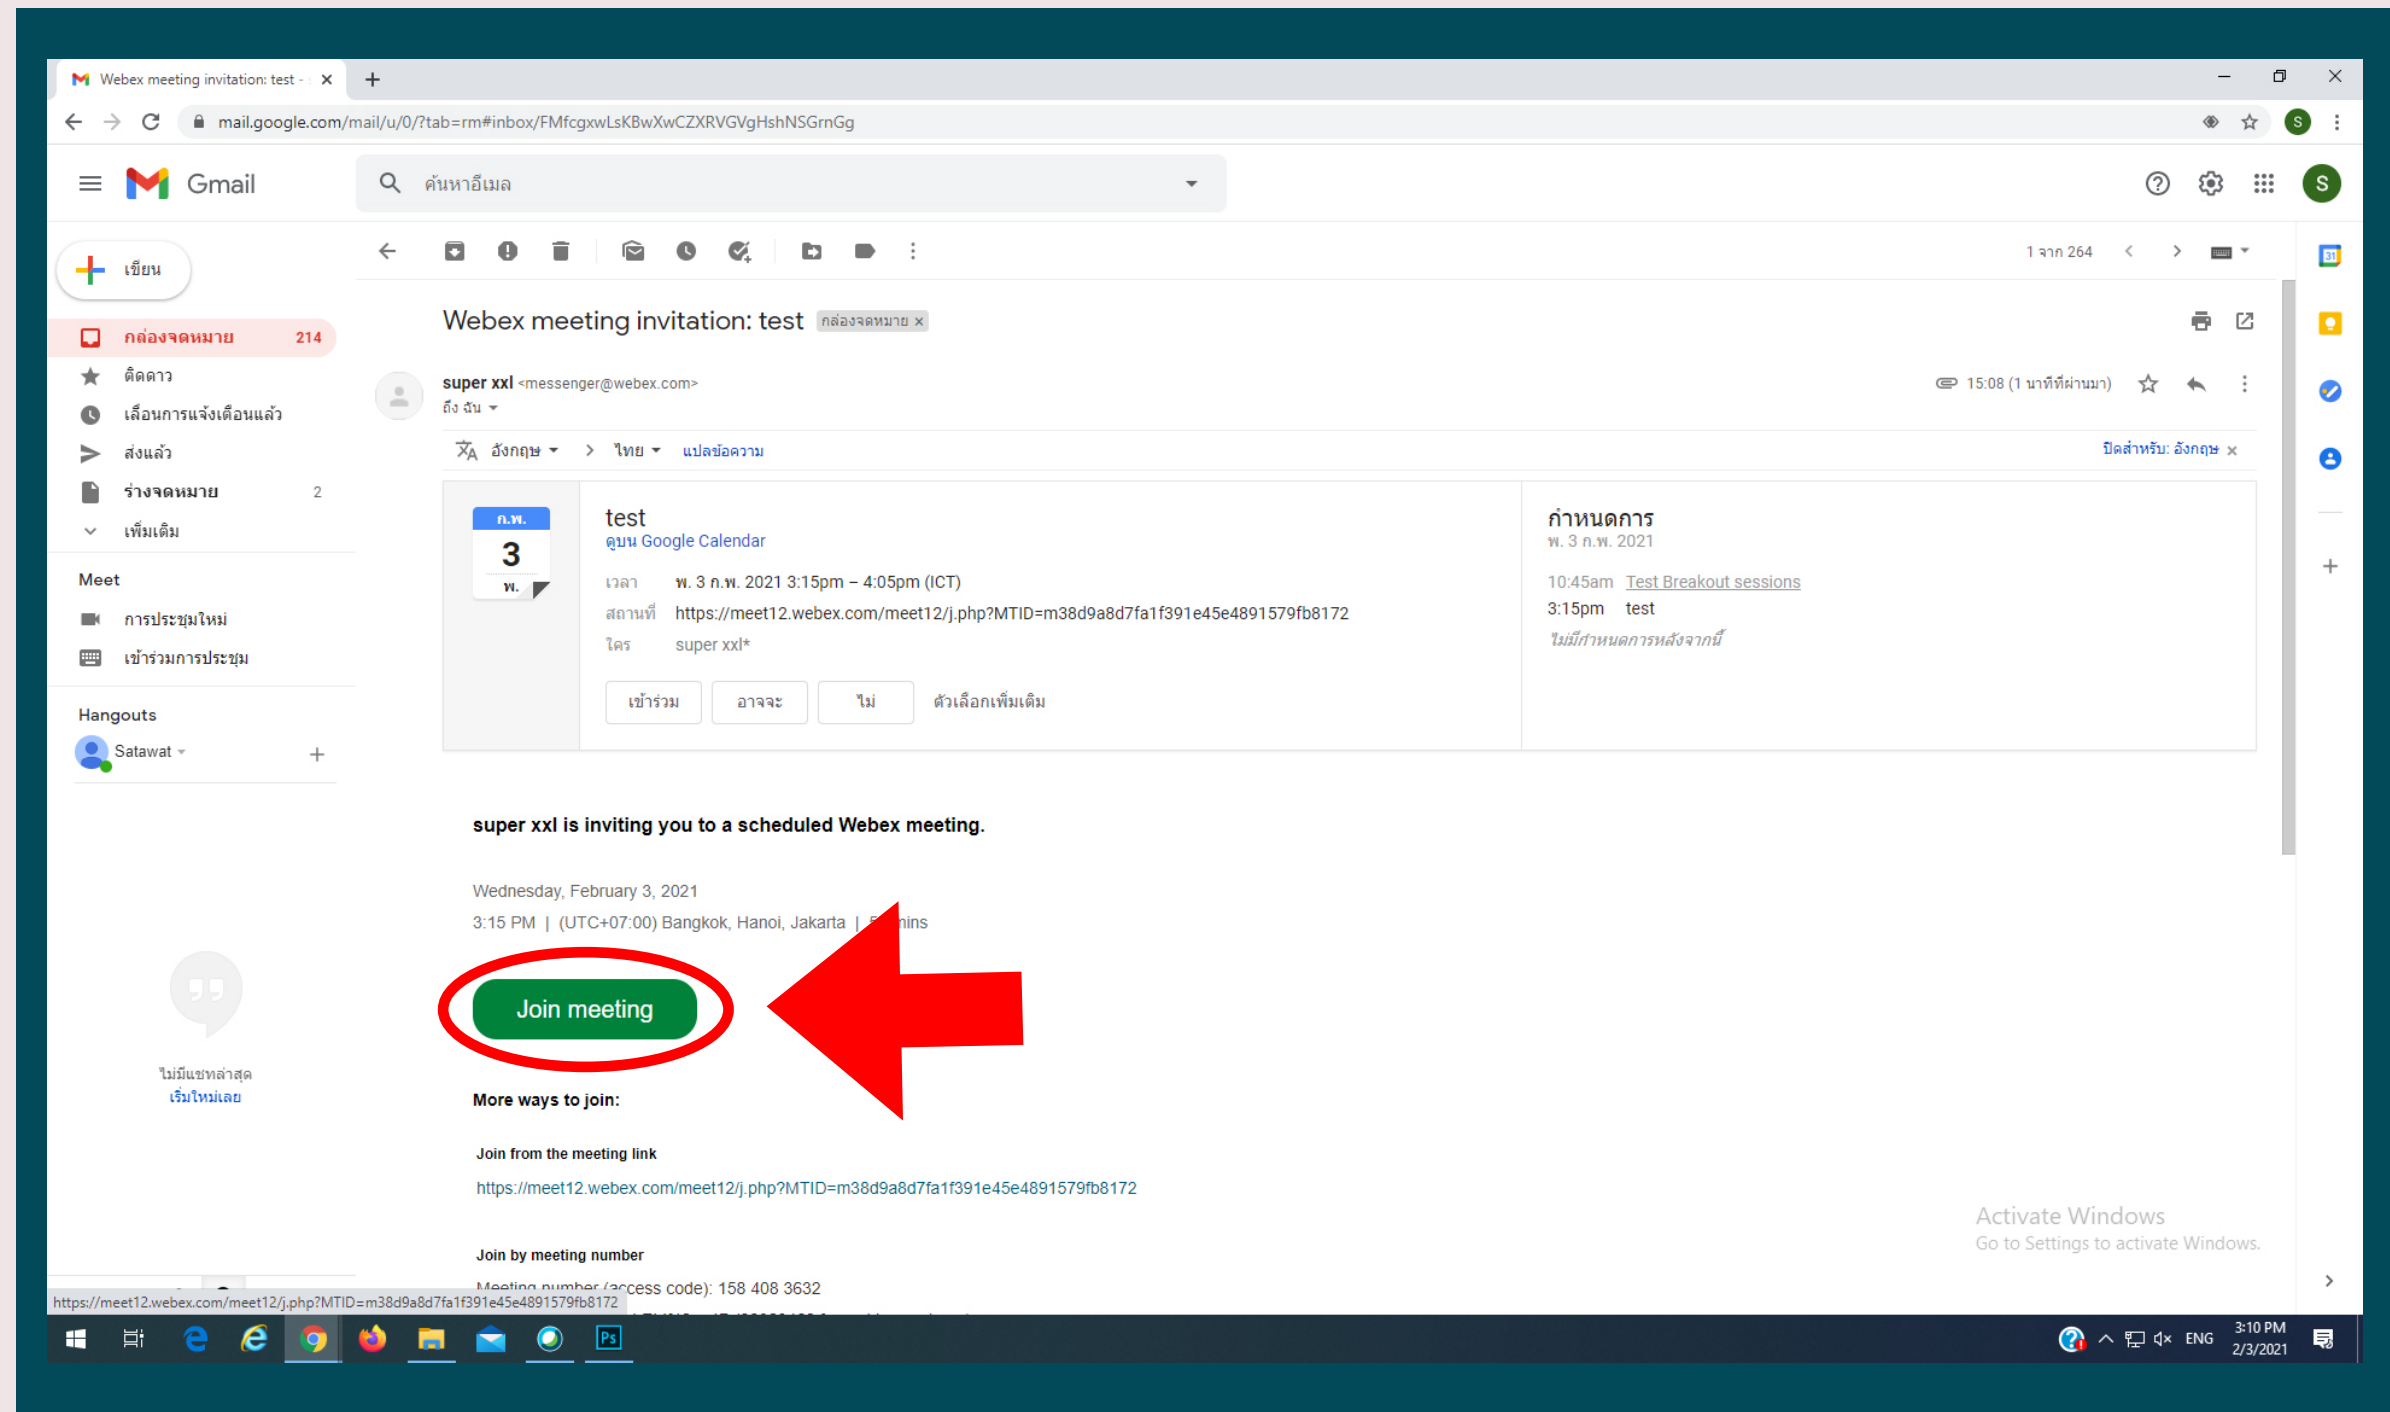 Webex meeting invitation: test -
mail.google.com/mail/u/0/?tab=rm#inbox/FMfcgxwLsKBwXwCZXRVGVgHshNSGrnGg
S
Gmail
ค้นหาอีเมล
S
เขียน
1 จาก 264
31
กล่องจดหมาย 214
ติดดาว
เลื่อนการแจ้งเตือนแล้ว
ส่งแล้ว
ร่างจดหมาย 2
เพิ่มเติม
Meet
การประชุมใหม่
เข้าร่วมการประชุม
Hangouts
Satawat
ไม่มีแชทล่าสุด
เริ่มใหม่เลย
Webex meeting invitation: test กล่องจดหมาย x
super xxl <messenger@webex.com>
15:08 (1 นาทีที่ผ่านมา)
ถึง ฉัน
อังกฤษ > ไทย แปลข้อความ
ปิดสำหรับ: อังกฤษ x
ก.พ.
3
พ.
test
ดูบน Google Calendar
เวลา พ. 3 ก.พ. 2021 3:15pm – 4:05pm (ICT)
สถานที่ https://meet12.webex.com/meet12/j.php?MTID=m38d9a8d7fa1f391e45e4891579fb8172
ใคร super xxl*
เข้าร่วม อาจจะ ไม่ ตัวเลือกเพิ่มเติม
กำหนดการ
พ. 3 ก.พ. 2021
10:45am Test Breakout sessions
3:15pm test
ไม่มีกำหนดการหลังจากนี้
super xxl is inviting you to a scheduled Webex meeting.
Wednesday, February 3, 2021
3:15 PM | (UTC+07:00) Bangkok, Hanoi, Jakarta | mins
Join meeting
More ways to join:
Join from the meeting link
https://meet12.webex.com/meet12/j.php?MTID=m38d9a8d7fa1f391e45e4891579fb8172
Join by meeting number
Meeting number (access code): 158 408 3632
Activate Windows
Go to Settings to activate Windows.
https://meet12.webex.com/meet12/j.php?MTID=m38d9a8d7fa1f391e45e4891579fb8172
Ps
ENG
3:10 PM
2/3/2021